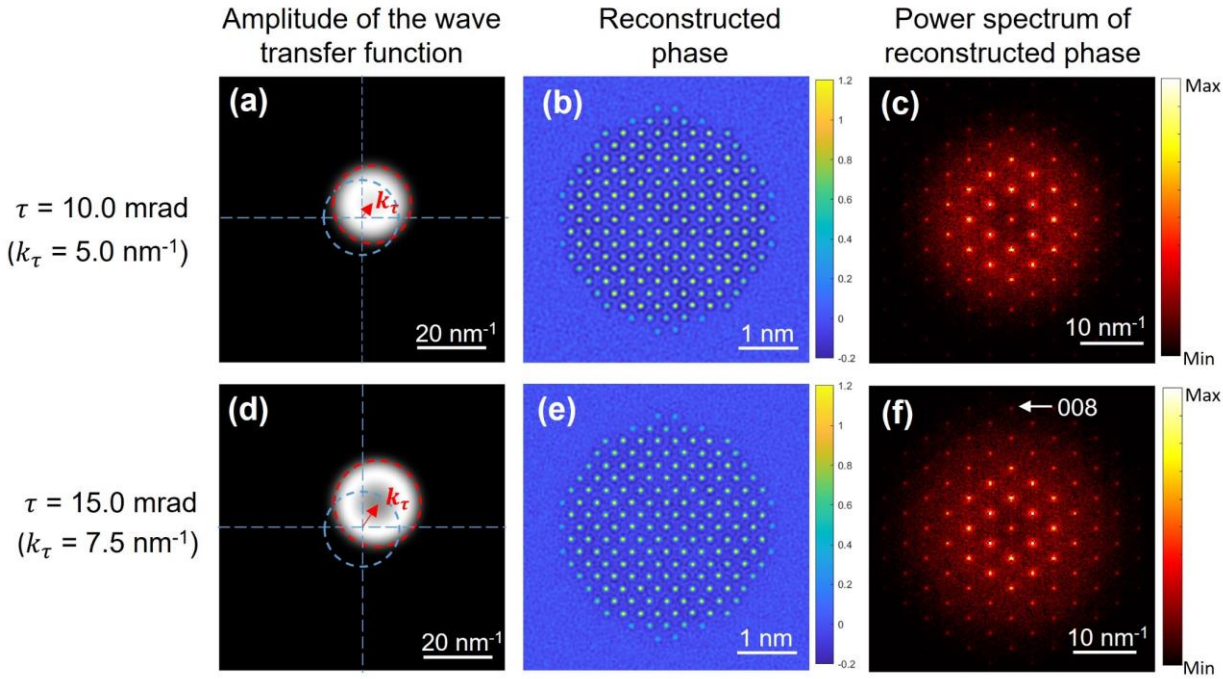 Amplitude of the wave
transfer function
Reconstructed
phase
Power spectrum of
reconstructed phase
τ = 10.0 mrad
(kτ = 5.0 nm⁻¹)
(a)
kτ
20 nm⁻¹
(b)
1 nm
1.2
1
0.8
0.6
0.4
0.2
0
-0.2
(c)
10 nm⁻¹
Max
Min
τ = 15.0 mrad
(kτ = 7.5 nm⁻¹)
(d)
kτ
20 nm⁻¹
(e)
1 nm
1.2
1
0.8
0.6
0.4
0.2
0
-0.2
(f)
008
10 nm⁻¹
Max
Min